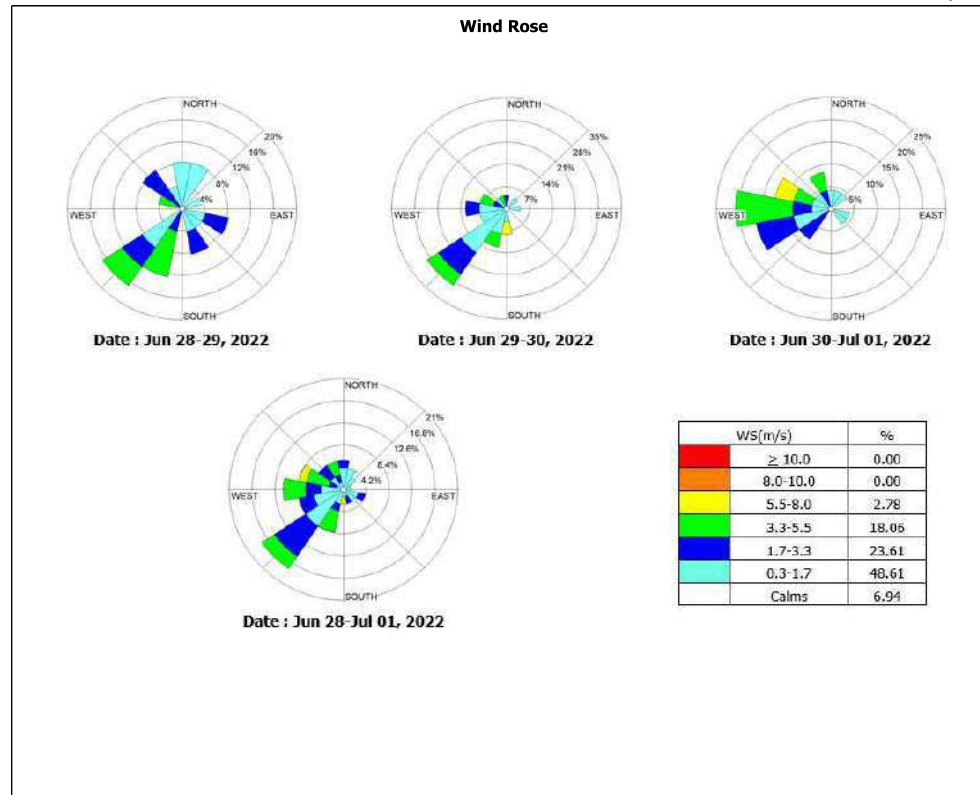 Wind Rose
NORTH
20%
16%
12%
8%
4%
WEST
EAST
SOUTH
Date : Jun 28-29, 2022
NORTH
35%
28%
21%
14%
7%
WEST
EAST
SOUTH
Date : Jun 29-30, 2022
NORTH
25%
20%
15%
10%
5%
WEST
EAST
SOUTH
Date : Jun 30-Jul 01, 2022
NORTH
21%
16.8%
12.6%
8.4%
4.2%
WEST
EAST
SOUTH
Date : Jun 28-Jul 01, 2022
WS(m/s) %
≥ 10.0 0.00
8.0-10.0 0.00
5.5-8.0 2.78
3.3-5.5 18.06
1.7-3.3 23.61
0.3-1.7 48.61
Calms 6.94